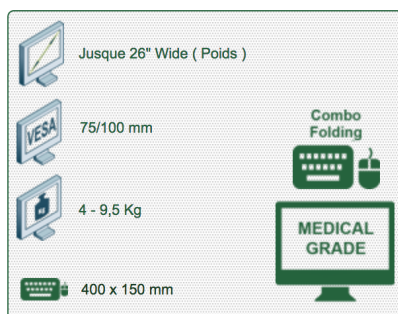 Jusque 26" Wide ( Poids )
VESA
75/100 mm
Combo
Folding
KG
4 - 9,5 Kg
MEDICAL
GRADE
400 x 150 mm